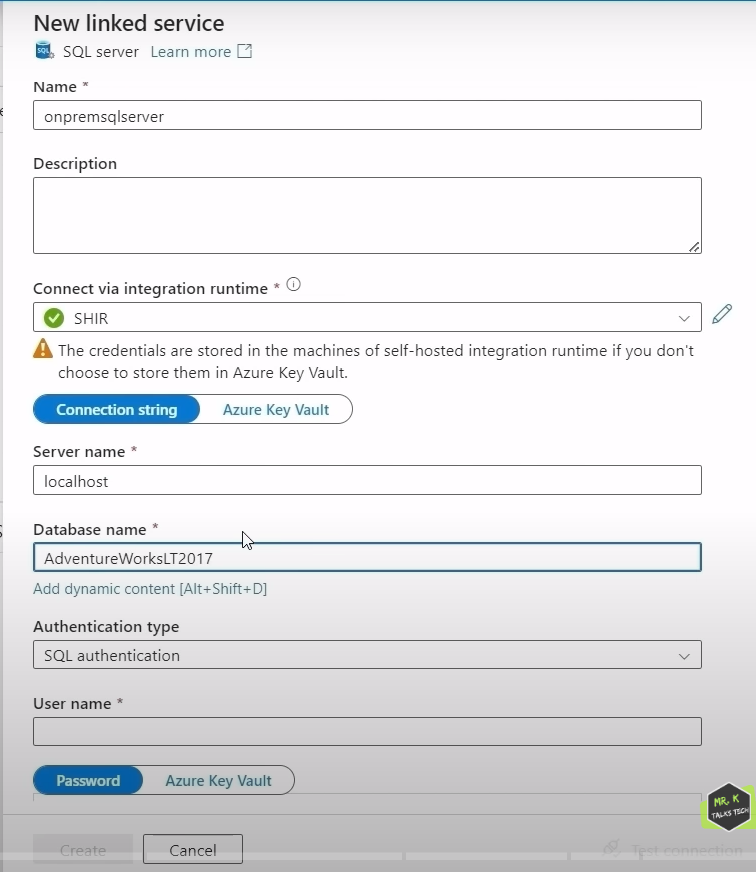 New linked service
SQL SQL server Learn more
Name *
onpremsqlserver
Description
Connect via integration runtime *
SHIR
The credentials are stored in the machines of self-hosted integration runtime if you don't
choose to store them in Azure Key Vault.
Connection string Azure Key Vault
Server name *
localhost
Database name *
AdventureWorksLT2017
Add dynamic content [Alt+Shift+D]
Authentication type
SQL authentication
User name *
Password Azure Key Vault
MR. K
TALKS TECH
Create Cancel Test connection